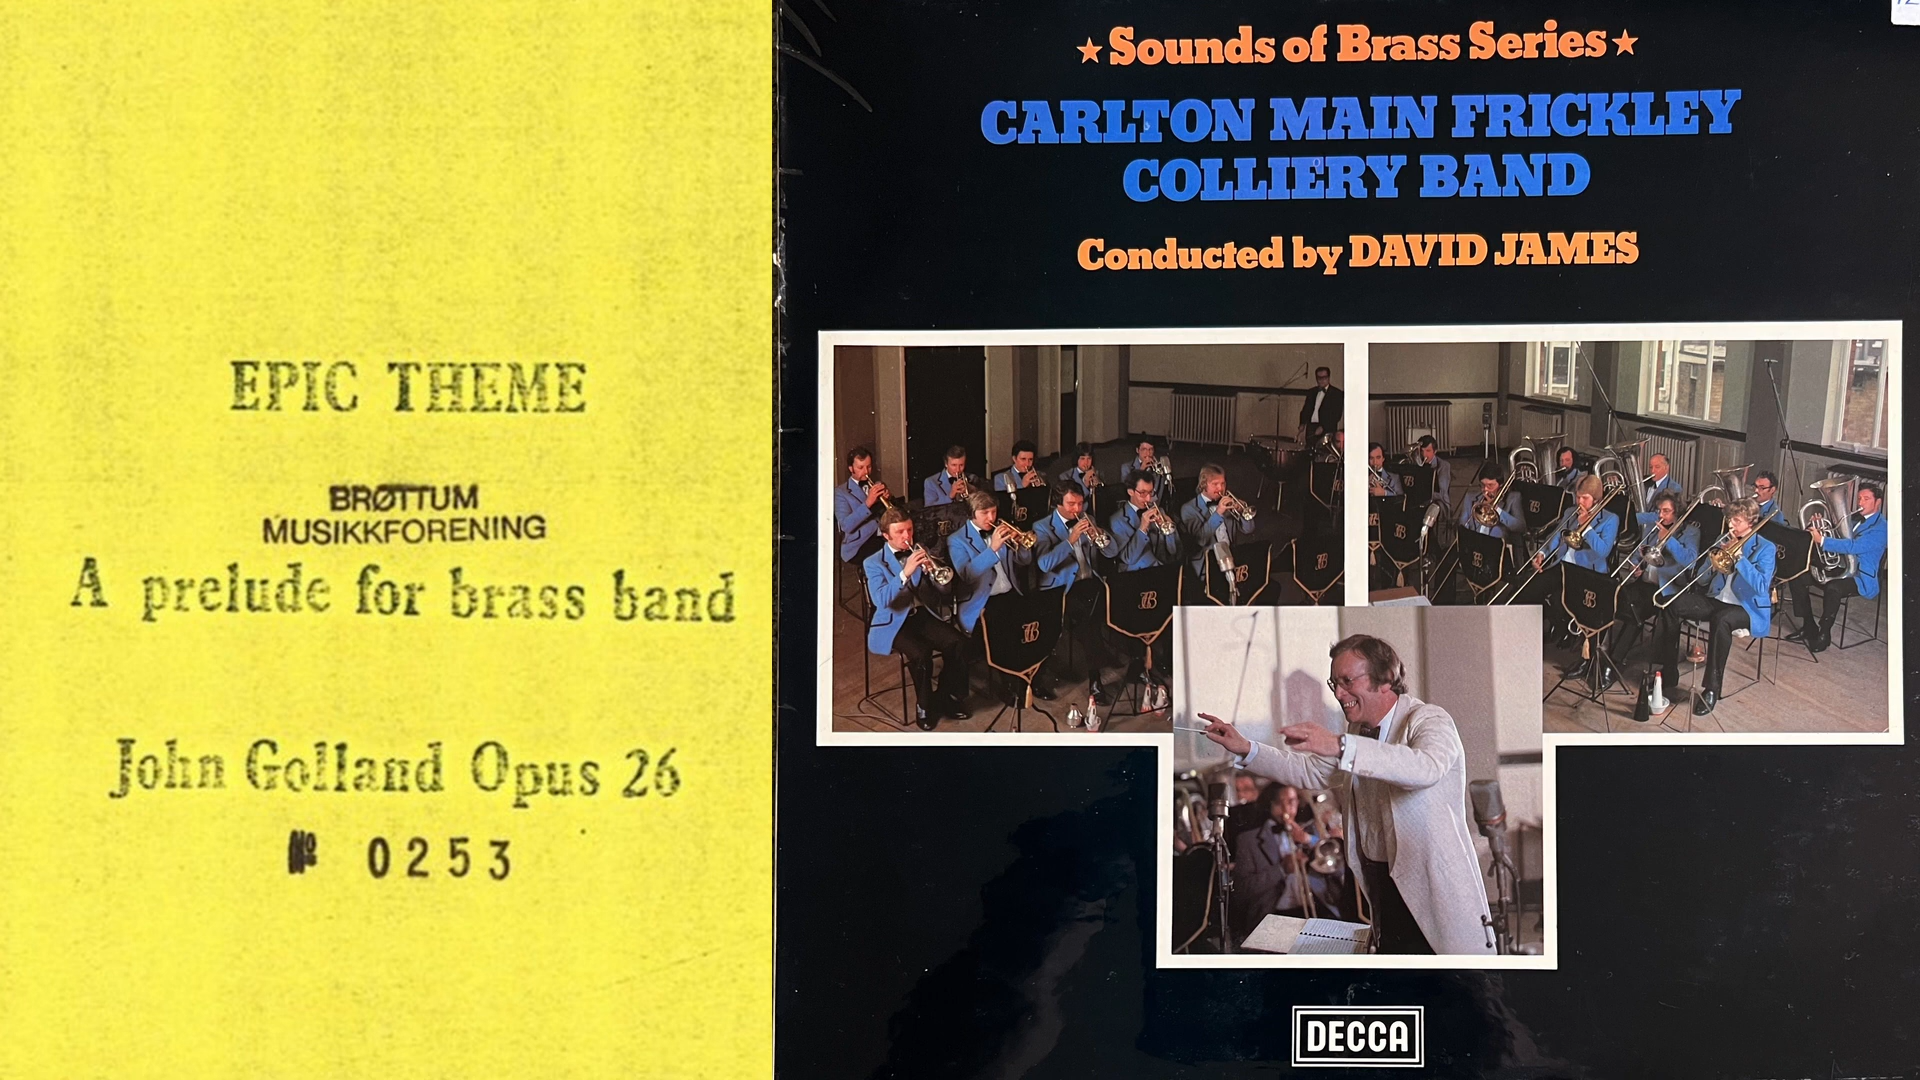 EPIC THEME
BRØTTUM
MUSIKKFORENING
A prelude for brass band
John Golland Opus 26
Nº 0253
★ Sounds of Brass Series ★
CARLTON MAIN FRICKLEY
COLLIERY BAND
Conducted by DAVID JAMES
DECCA